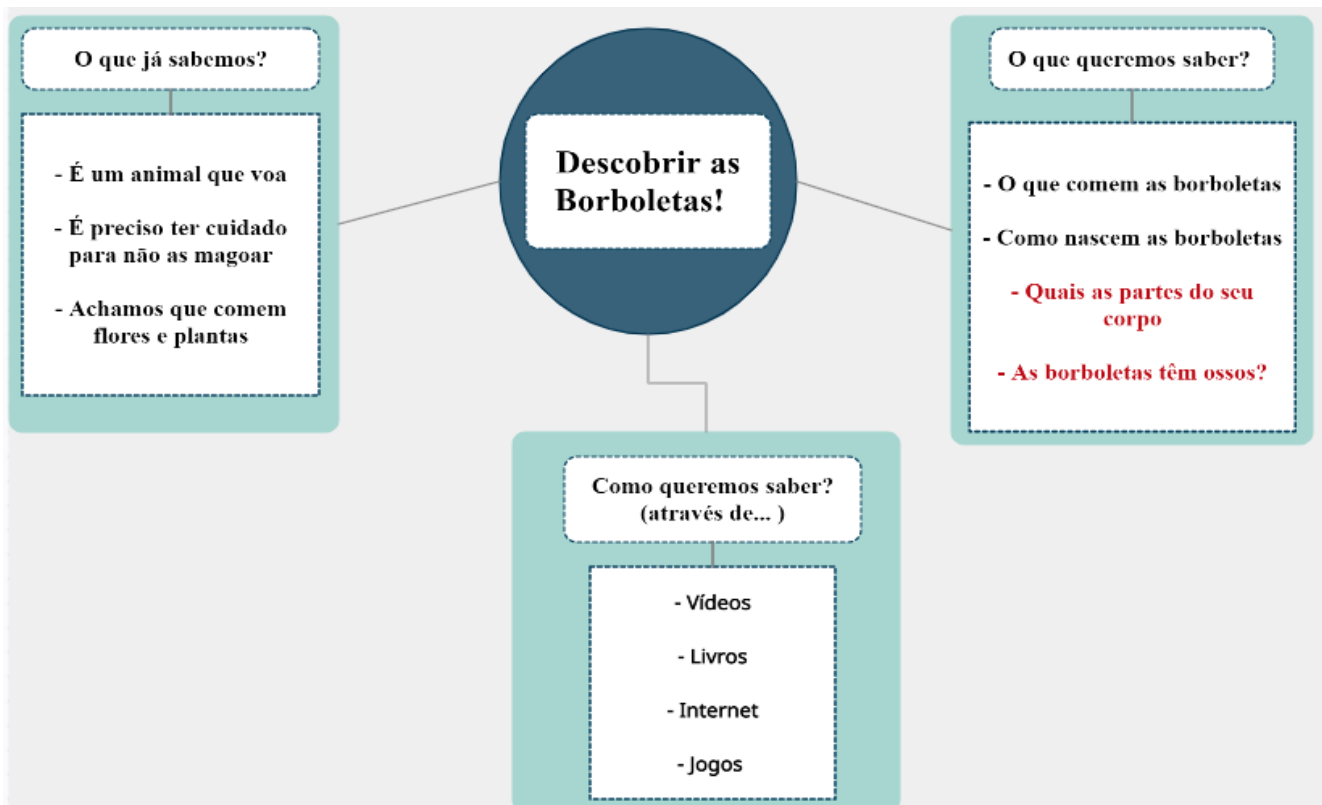 Descobrir as
Borboletas!
O que já sabemos?
- É um animal que voa
- É preciso ter cuidado
para não as magoar
- Achamos que comem
flores e plantas
O que queremos saber?
- O que comem as borboletas
- Como nascem as borboletas
- Quais as partes do seu
corpo
- As borboletas têm ossos?
Como queremos saber?
(através de... )
- Vídeos
- Livros
- Internet
- Jogos